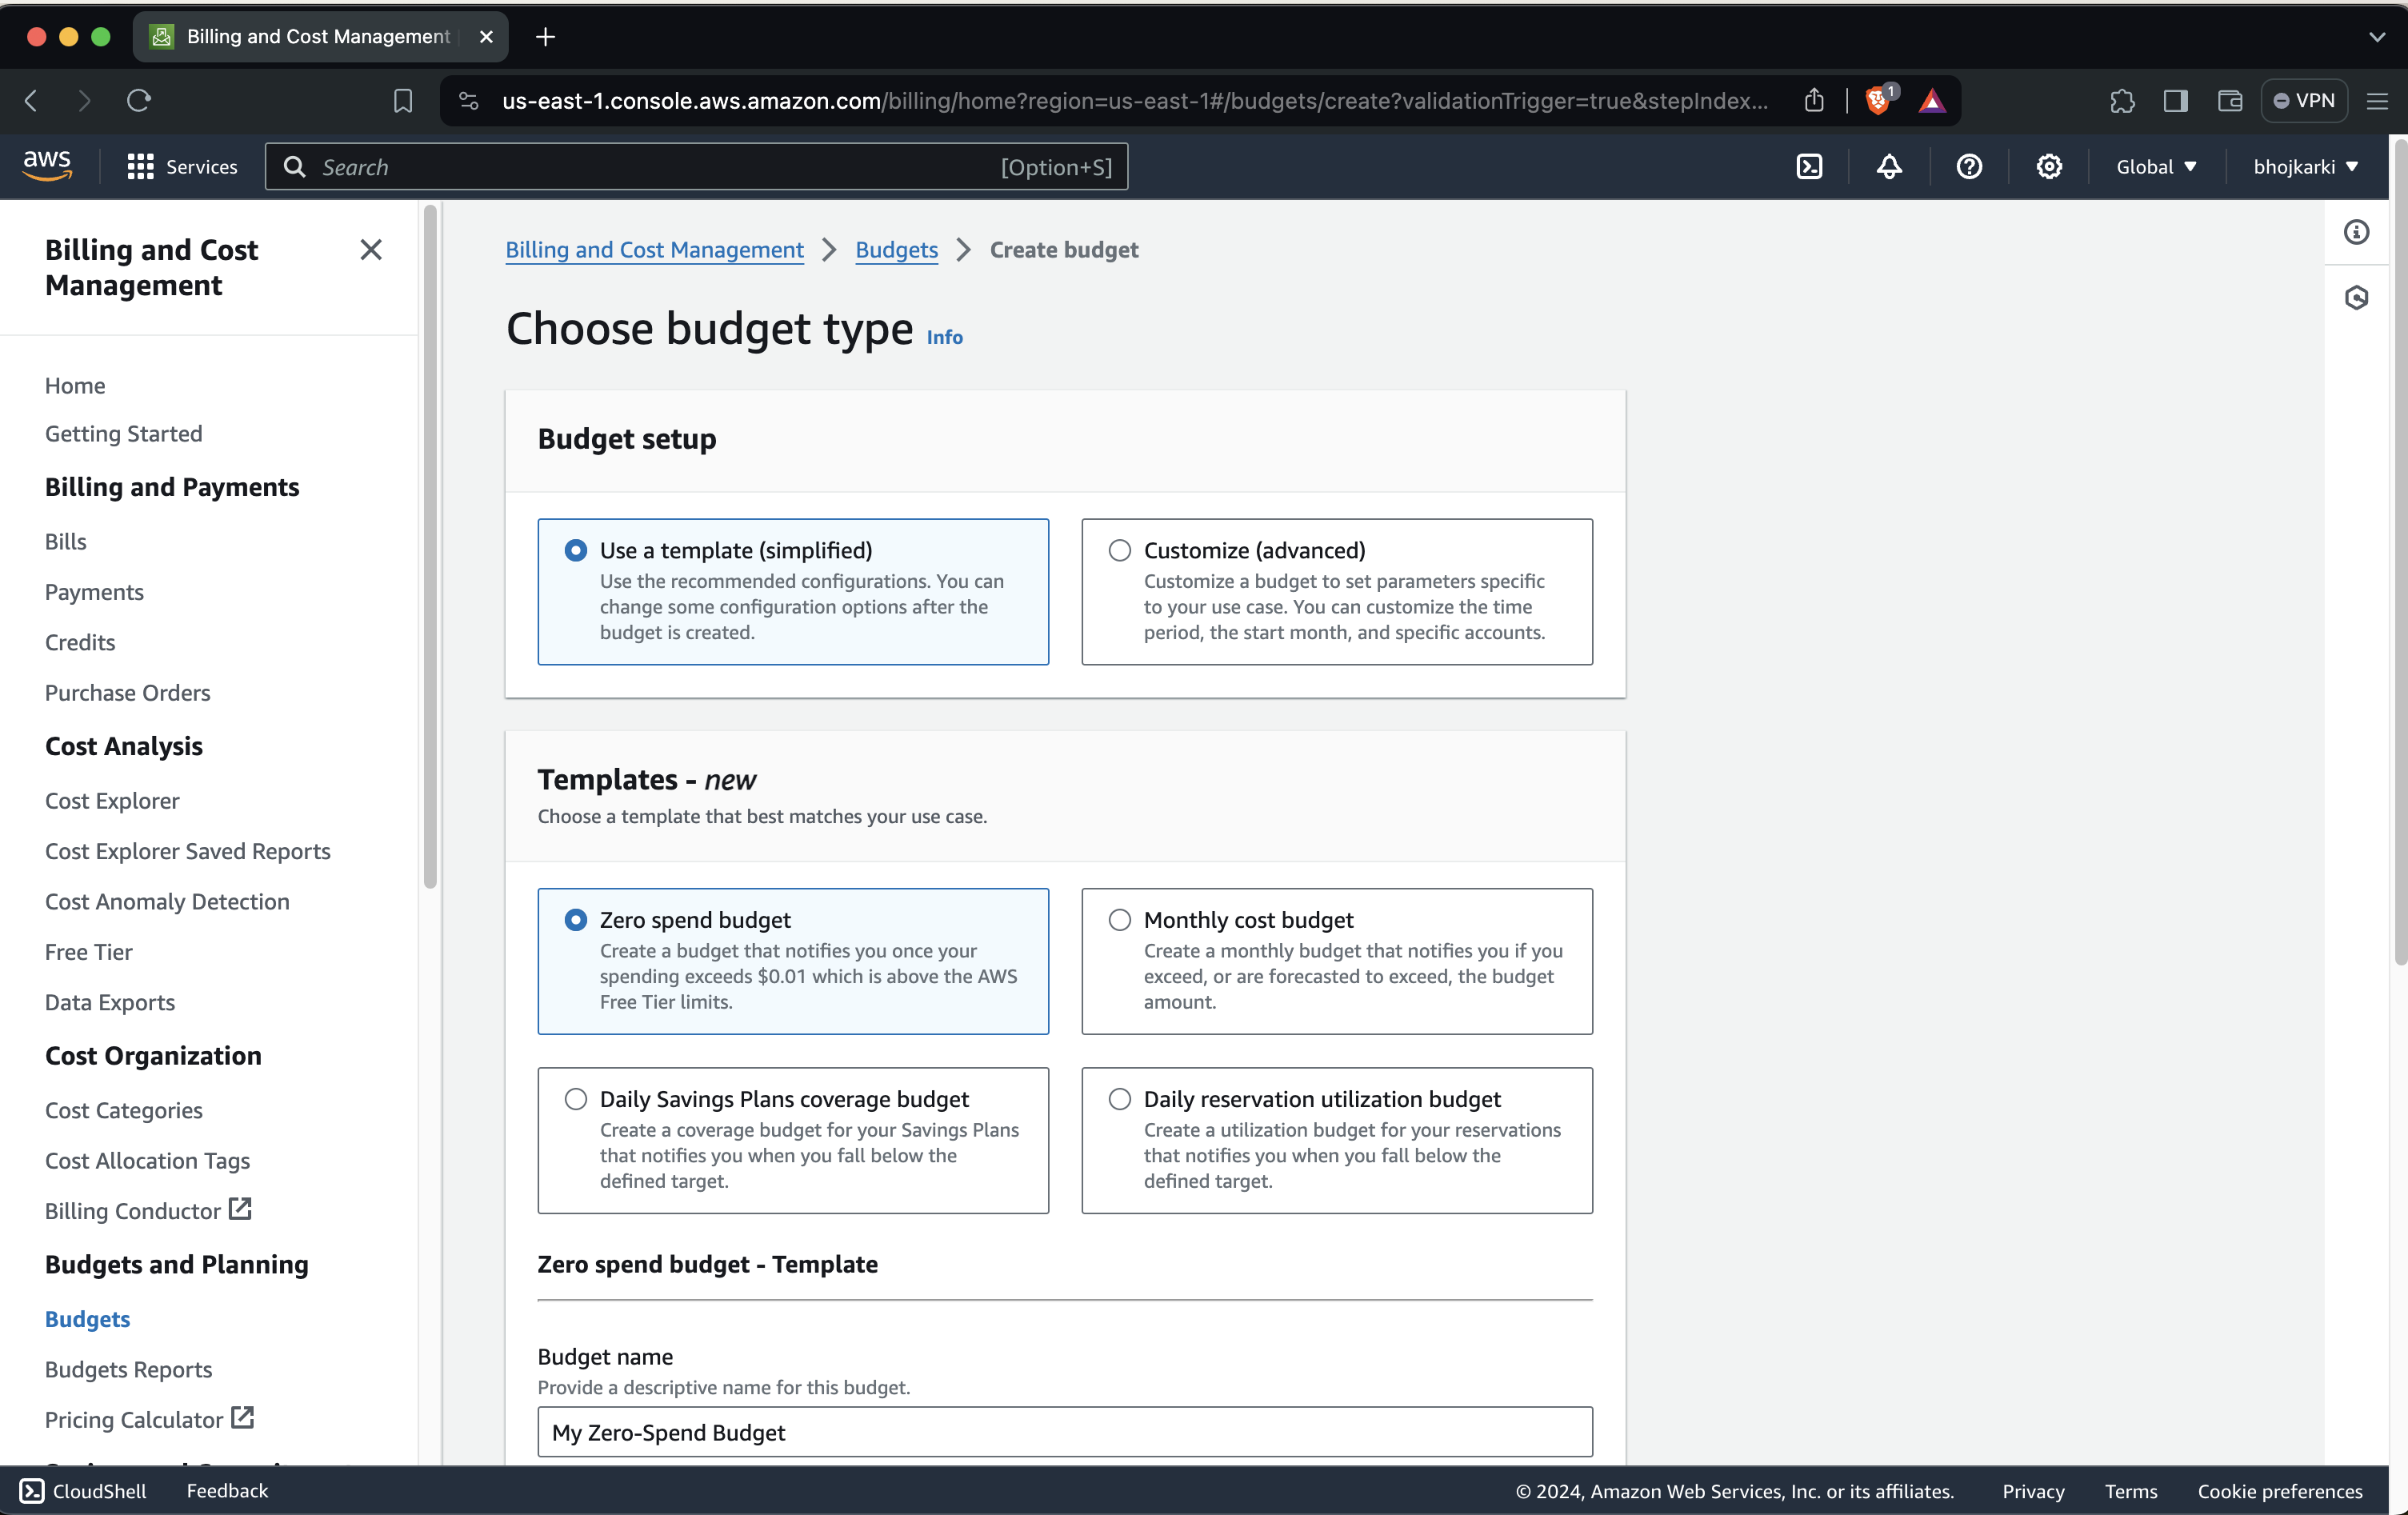 Billing and Cost Management
us-east-1.console.aws.amazon.com/billing/home?region=us-east-1#/budgets/create?validationTrigger=true&stepIndex...
1
VPN
aws
Services
Search
[Option+S]
Global
bhojkarki
Billing and Cost
Management
Home
Getting Started
Billing and Payments
Bills
Payments
Credits
Purchase Orders
Cost Analysis
Cost Explorer
Cost Explorer Saved Reports
Cost Anomaly Detection
Free Tier
Data Exports
Cost Organization
Cost Categories
Cost Allocation Tags
Billing Conductor
Budgets and Planning
Budgets
Budgets Reports
Pricing Calculator
Billing and Cost Management
Budgets
Create budget
Choose budget type Info
Budget setup
Use a template (simplified)
Use the recommended configurations. You can
change some configuration options after the
budget is created.
Customize (advanced)
Customize a budget to set parameters specific
to your use case. You can customize the time
period, the start month, and specific accounts.
Templates - new
Choose a template that best matches your use case.
Zero spend budget
Create a budget that notifies you once your
spending exceeds $0.01 which is above the AWS
Free Tier limits.
Monthly cost budget
Create a monthly budget that notifies you if you
exceed, or are forecasted to exceed, the budget
amount.
Daily Savings Plans coverage budget
Create a coverage budget for your Savings Plans
that notifies you when you fall below the
defined target.
Daily reservation utilization budget
Create a utilization budget for your reservations
that notifies you when you fall below the
defined target.
Zero spend budget - Template
Budget name
Provide a descriptive name for this budget.
My Zero-Spend Budget
CloudShell
Feedback
© 2024, Amazon Web Services, Inc. or its affiliates.
Privacy
Terms
Cookie preferences